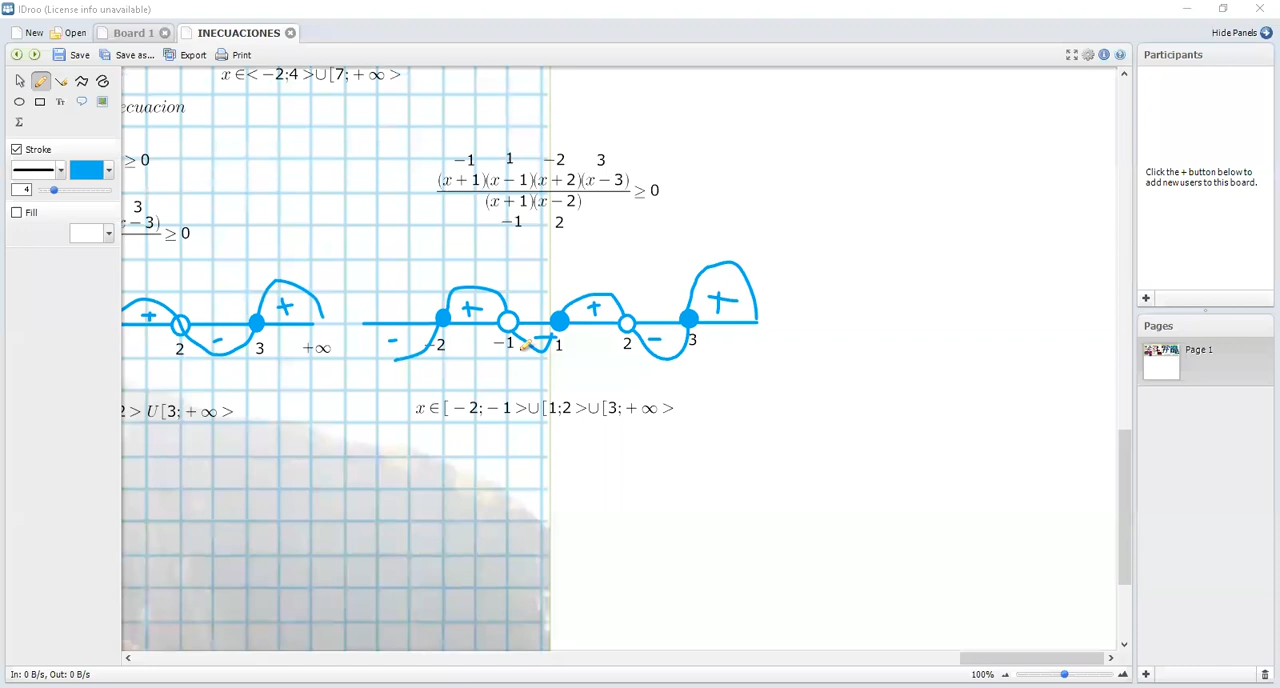 IDroo (License info unavailable)
New Open Board 1 INECUACIONES Hide Panels
Save Save as... Export Print
Participants
Click the + button below to
add new users to this board.
Pages
Page 1
Tr
Σ
Stroke
4
Fill
x ∈< −2;4 >∪[7; +∞ >
ecuacion
≥ 0
3
− 3)
≥ 0
−1 1 −2 3
(x + 1)(x − 1)(x + 2)(x − 3)
≥ 0
(x + 1)(x − 2)
−1 2
+ - +
2 3 +∞
- + - + - +
-2 −1 1 2 3
2 > U[3; +∞ >
x ∈ [ − 2; − 1 >∪[1;2 >∪[3; +∞ >
In: 0 B/s, Out: 0 B/s
100%